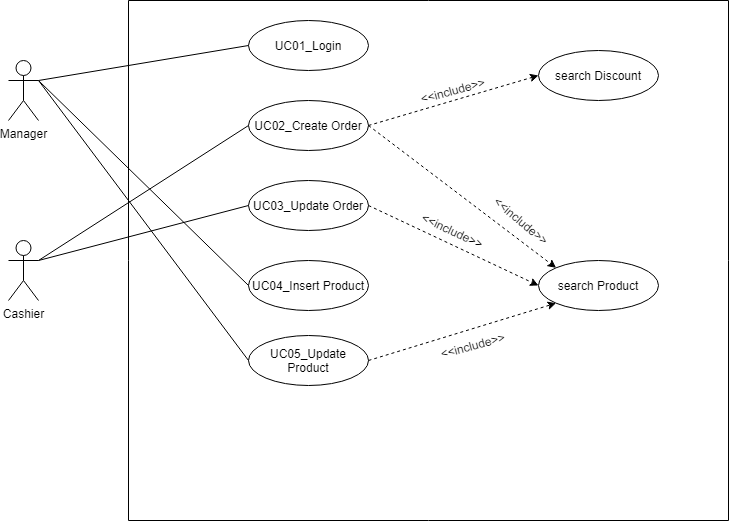 UC01_Login
search Discount
<<include>>
Manager
UC02_Create Order
UC03_Update Order
<<include>>
<<include>>
Cashier
UC04_Insert Product
search Product
UC05_Update
Product
<<include>>